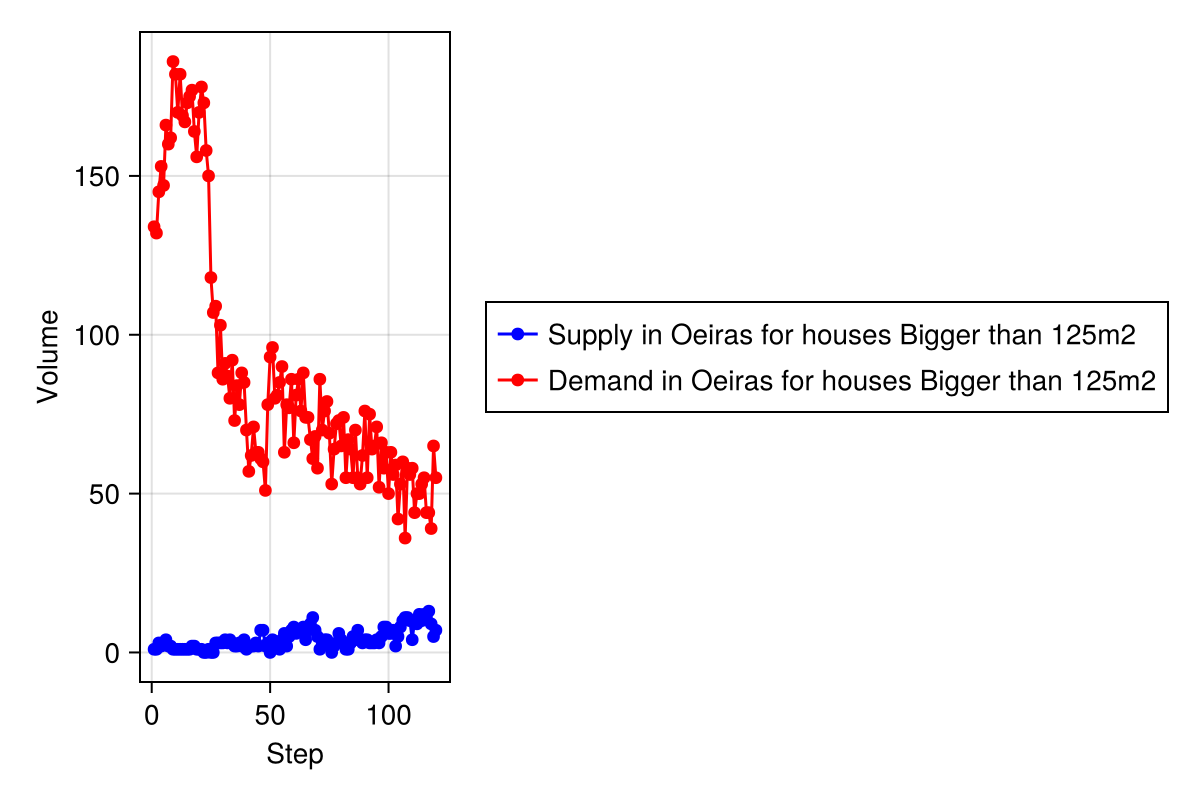 150
100
50
0
Volume
0 50 100
Step
Supply in Oeiras for houses Bigger than 125m2
Demand in Oeiras for houses Bigger than 125m2